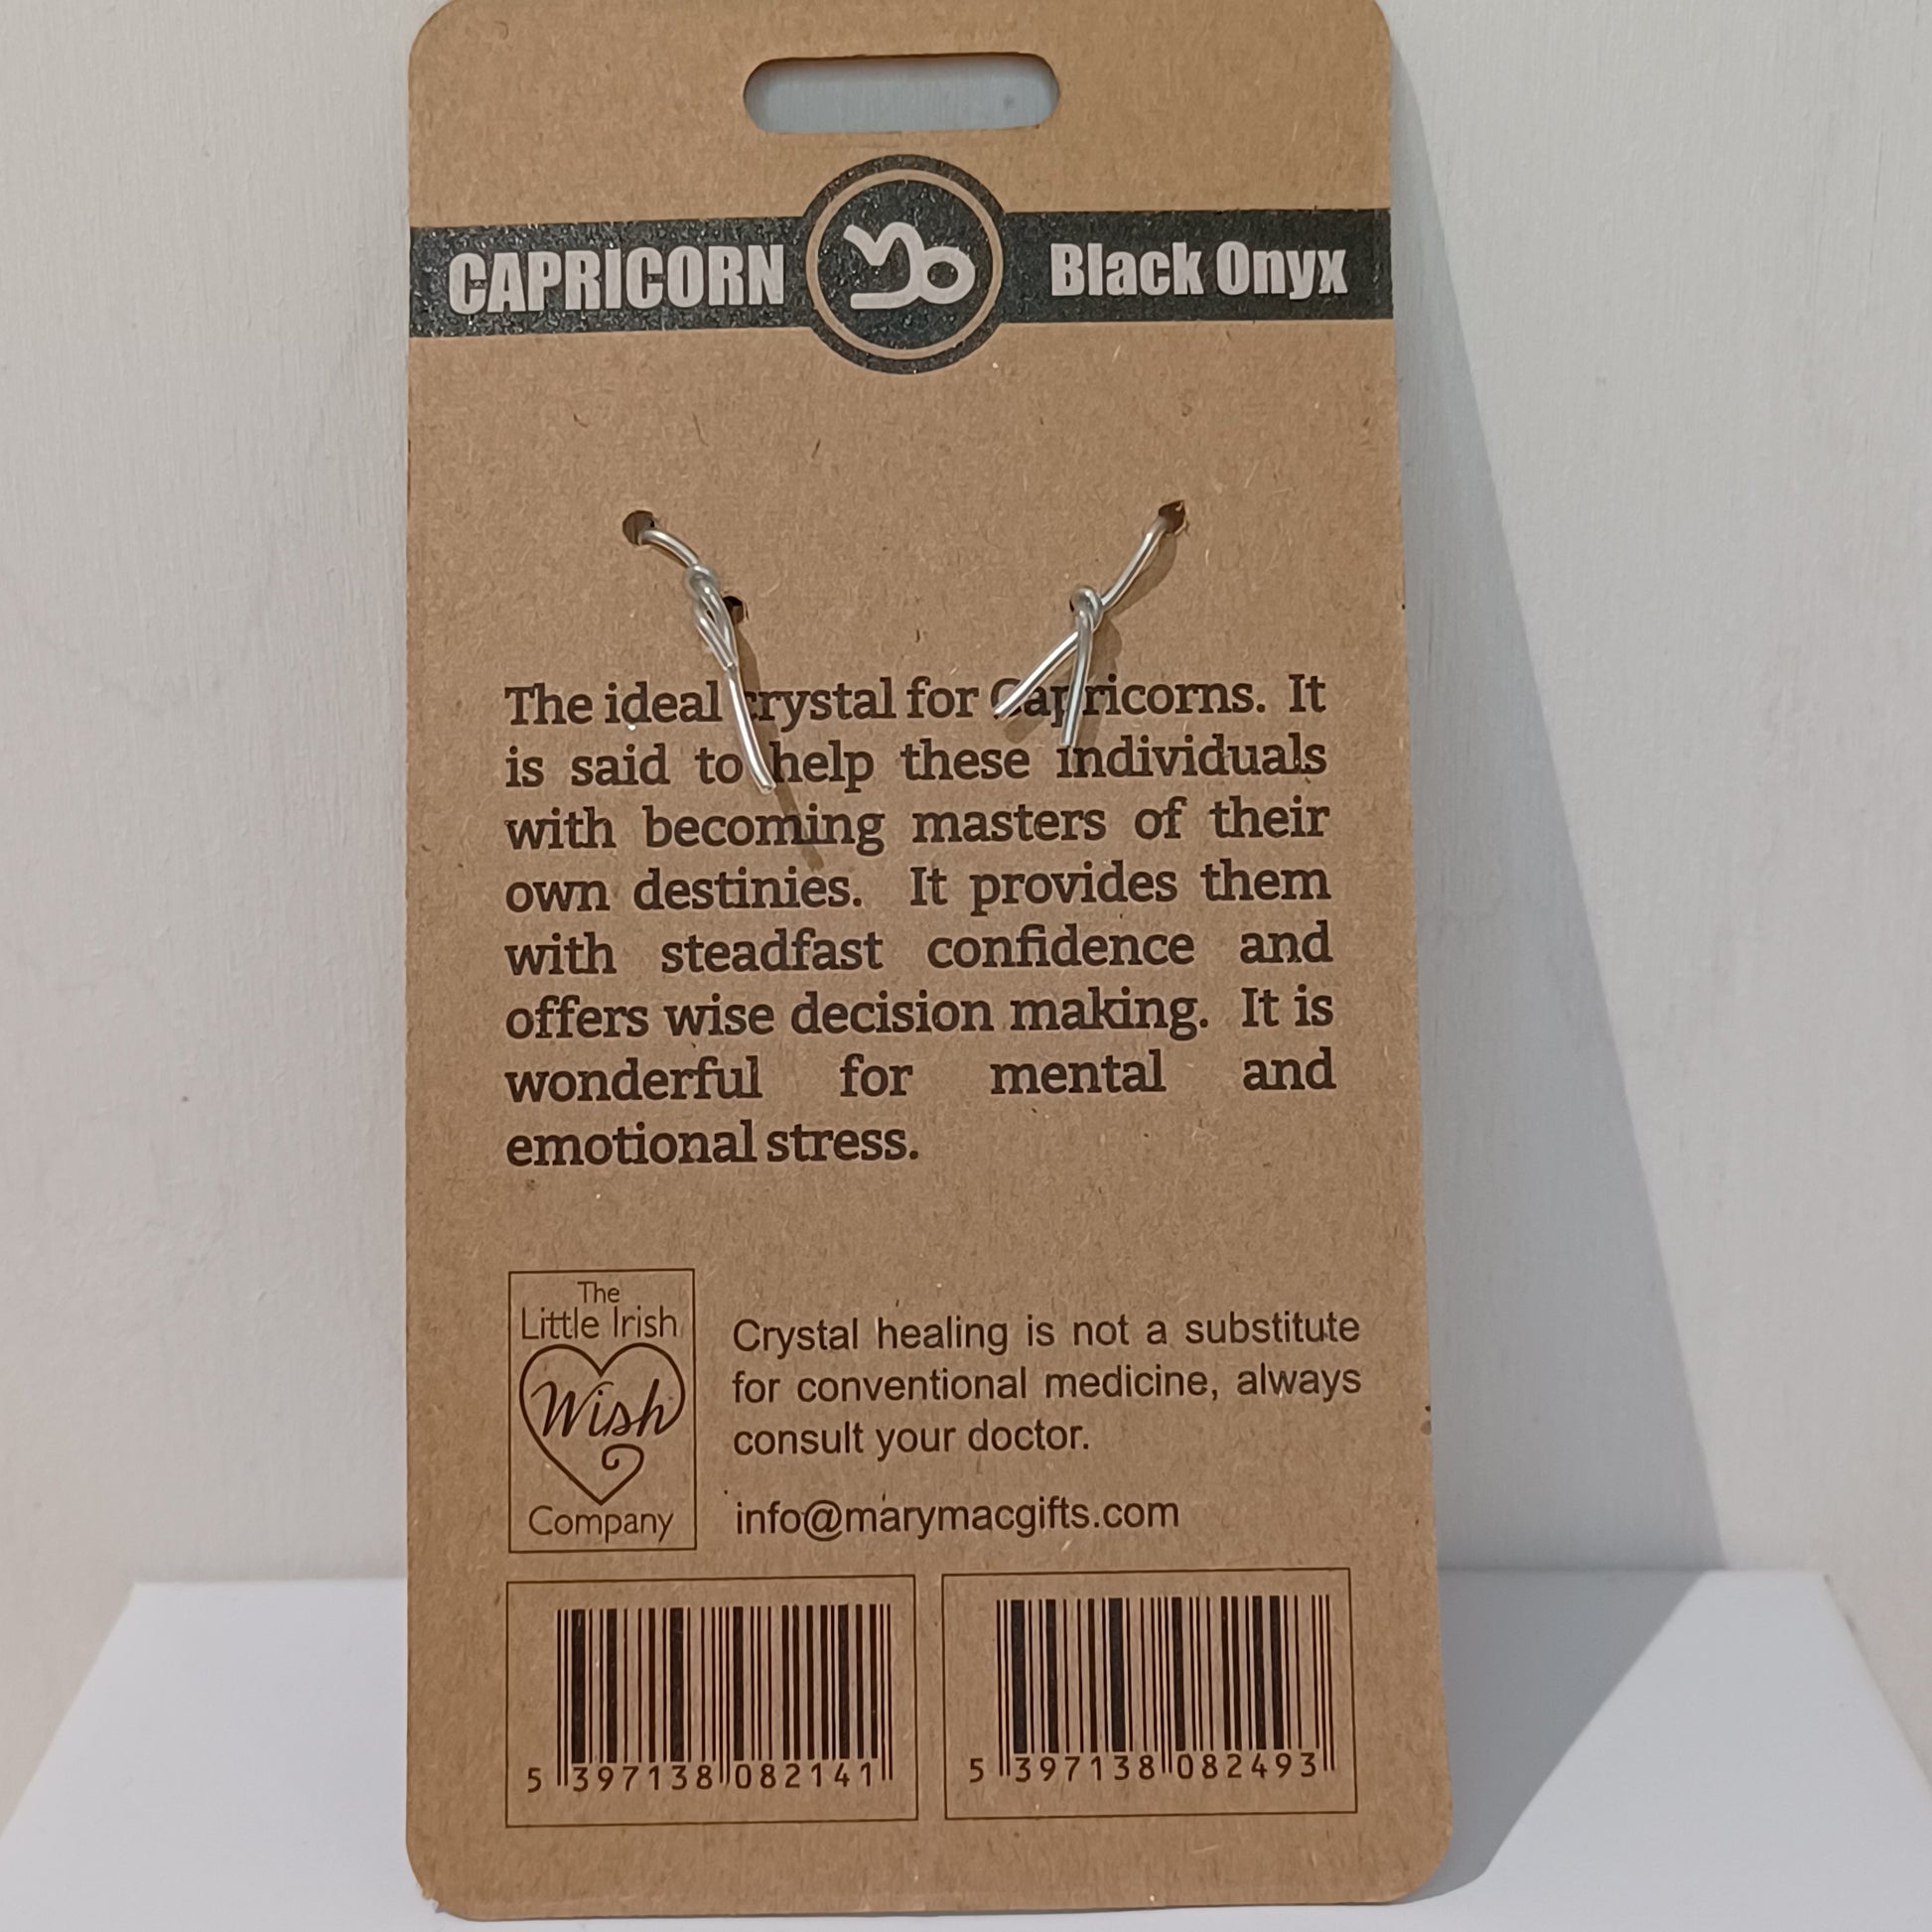 CAPRICORN Black Onyx
The ideal crystal for Capricorns. It
is said to help these individuals
with becoming masters of their
own destinies. It provides them
with steadfast confidence and
offers wise decision making. It is
wonderful for mental and
emotional stress.
The
Little Irish
Wish
Company
Crystal healing is not a substitute
for conventional medicine, always
consult your doctor.
info@marymacgifts.com
5 397138 082141
5 397138 082493